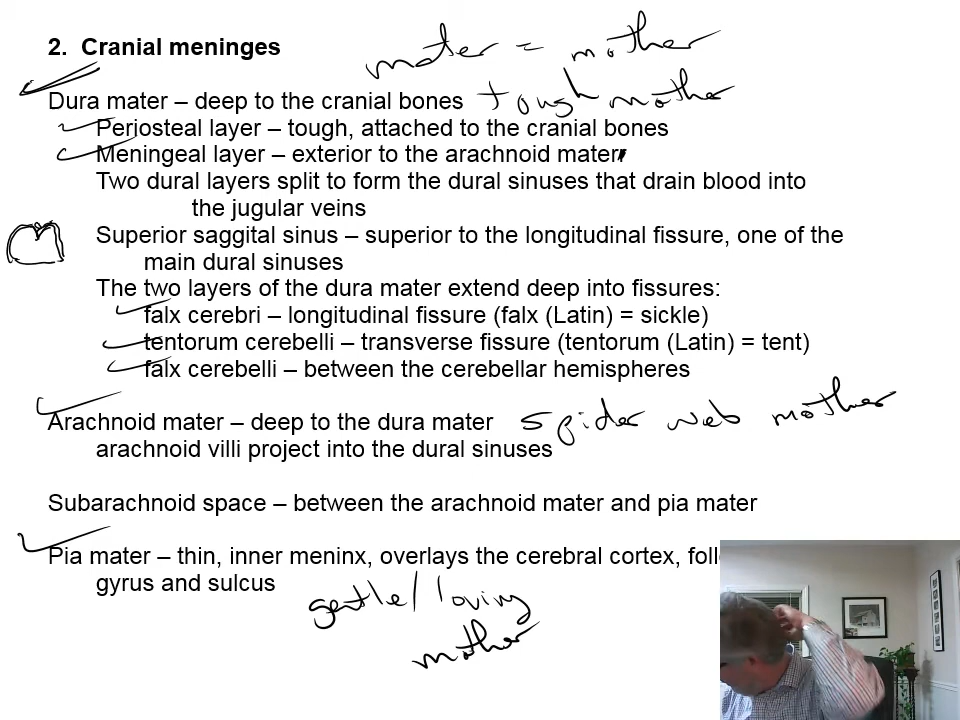 2. Cranial meninges
mater = mother
Dura mater – deep to the cranial bones tough mother
Periosteal layer – tough, attached to the cranial bones
Meningeal layer – exterior to the arachnoid mater
Two dural layers split to form the dural sinuses that drain blood into
the jugular veins
Superior saggital sinus – superior to the longitudinal fissure, one of the
main dural sinuses
The two layers of the dura mater extend deep into fissures:
falx cerebri – longitudinal fissure (falx (Latin) = sickle)
tentorum cerebelli – transverse fissure (tentorum (Latin) = tent)
falx cerebelli – between the cerebellar hemispheres
Arachnoid mater – deep to the dura mater spider web mother
arachnoid villi project into the dural sinuses
Subarachnoid space – between the arachnoid mater and pia mater
Pia mater – thin, inner meninx, overlays the cerebral cortex,
gyrus and sulcus
gentle/loving
mother